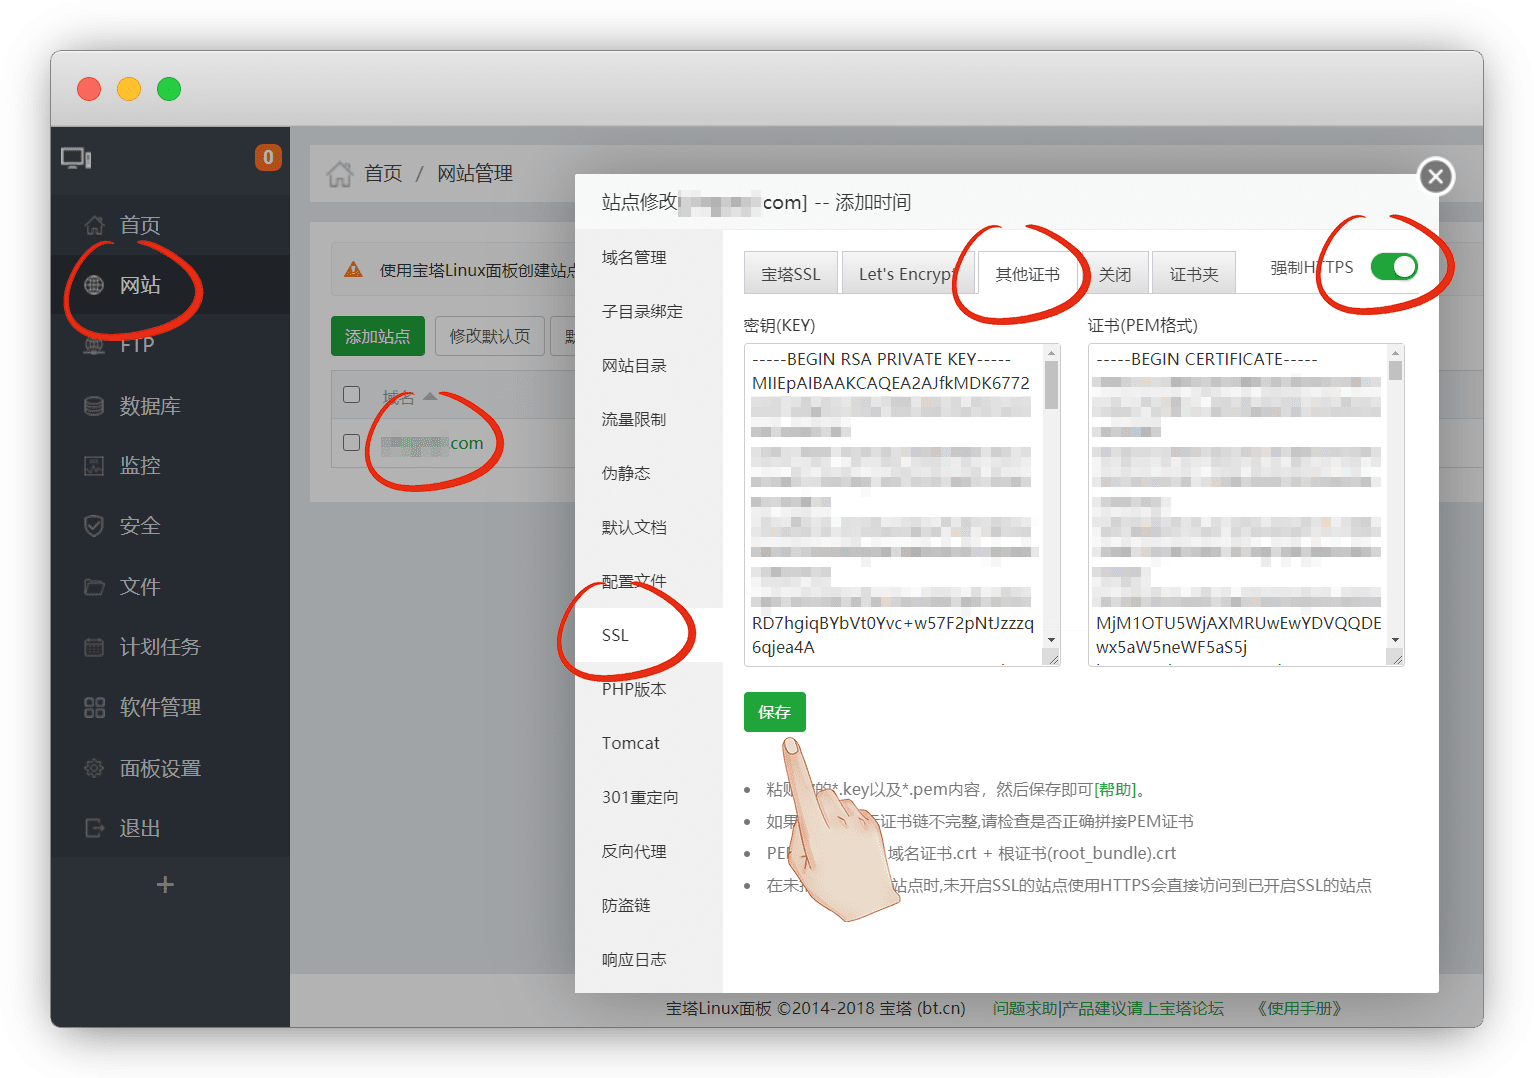 0
首页
网站
FTP
数据库
监控
安全
文件
计划任务
软件管理
面板设置
退出
首页 / 网站管理
使用宝塔Linux面板创建站点
添加站点
修改默认页
域名
com
站点修改 com] -- 添加时间
域名管理
子目录绑定
网站目录
流量限制
伪静态
默认文档
配置文件
SSL
PHP版本
Tomcat
301重定向
反向代理
防盗链
响应日志
宝塔SSL
Let's Encrypt
其他证书
关闭
证书夹
强制HTTPS
密钥(KEY)
-----BEGIN RSA PRIVATE KEY-----
MIIEpAIBAAKCAQEA2AJfkMDK6772
RD7hgiqBYbVt0Yvc+w57F2pNtJzzzq
6qjea4A
证书(PEM格式)
-----BEGIN CERTIFICATE-----
MjM1OTU5WjAXMRUwEwYDVQQDE
wx5aW5neWF5aS5j
保存
粘贴 的*.key以及*.pem内容，然后保存即可[帮助]。
如果 证书链不完整,请检查是否正确拼接PEM证书
域名证书.crt + 根证书(root_bundle).crt
在未 站点时,未开启SSL的站点使用HTTPS会直接访问到已开启SSL的站点
宝塔Linux面板 ©2014-2018 宝塔 (bt.cn) 问题求助|产品建议请上宝塔论坛 《使用手册》